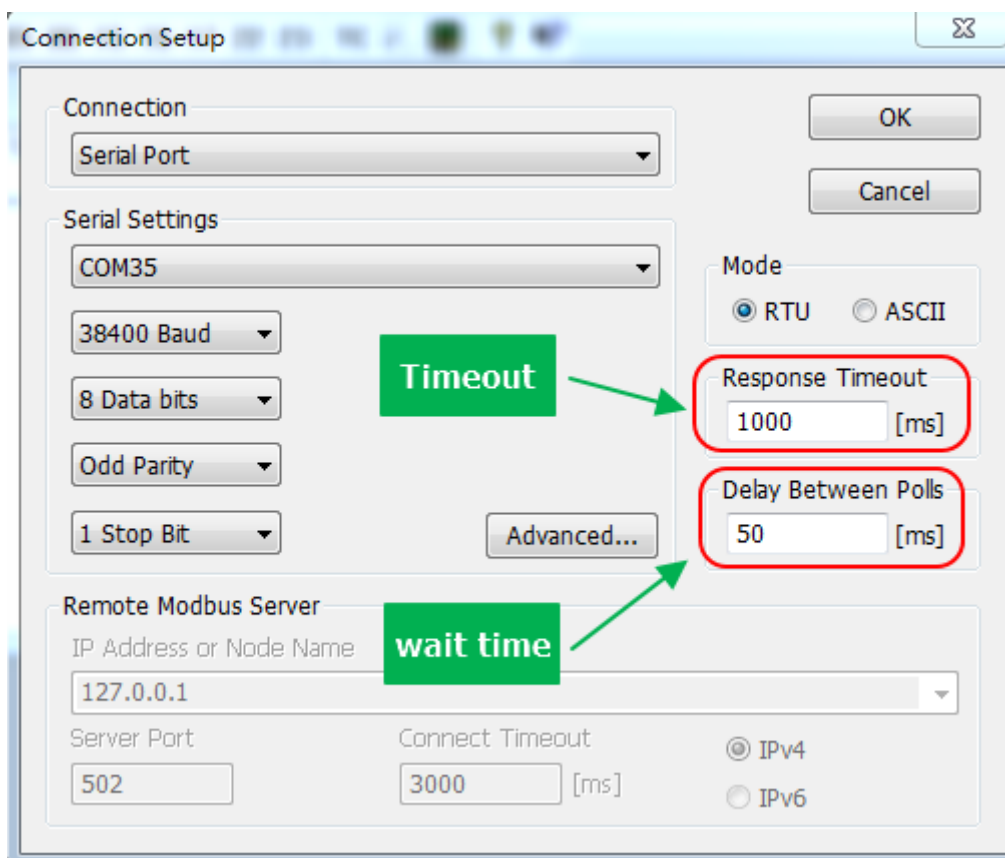 Connection Setup
Connection
OK
Serial Port
Cancel
Serial Settings
COM35
Mode
RTU
ASCII
38400 Baud
Timeout
Response Timeout
8 Data bits
1000 [ms]
Odd Parity
Delay Between Polls
1 Stop Bit
Advanced...
50 [ms]
Remote Modbus Server
IP Address or Node Name
wait time
127.0.0.1
Server Port
Connect Timeout
IPv4
502
3000 [ms]
IPv6